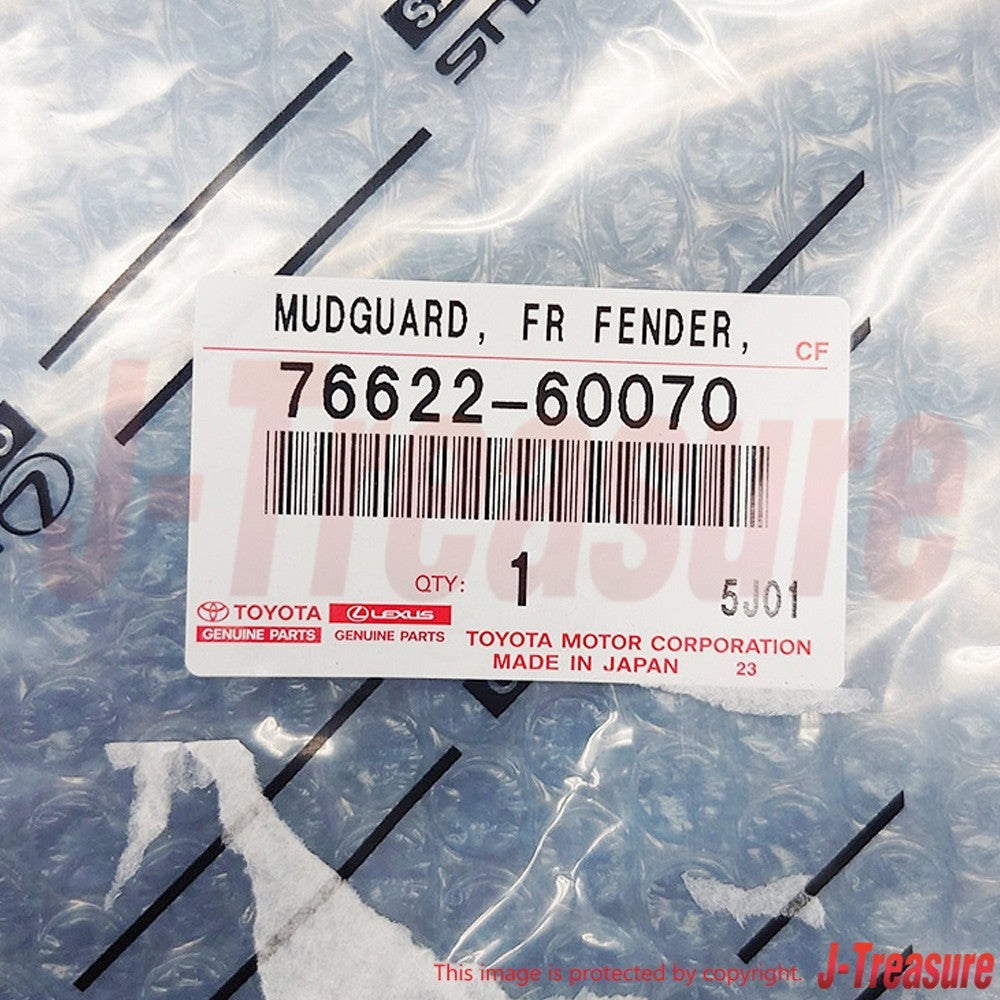 MUDGUARD, FR FENDER,
CF
76622-60070
QTY: 1
5J01
TOYOTA
GENUINE PARTS
LEXUS
GENUINE PARTS
TOYOTA MOTOR CORPORATION
MADE IN JAPAN 23
J-Treasure
This image is protected by copyright. J-Treasure